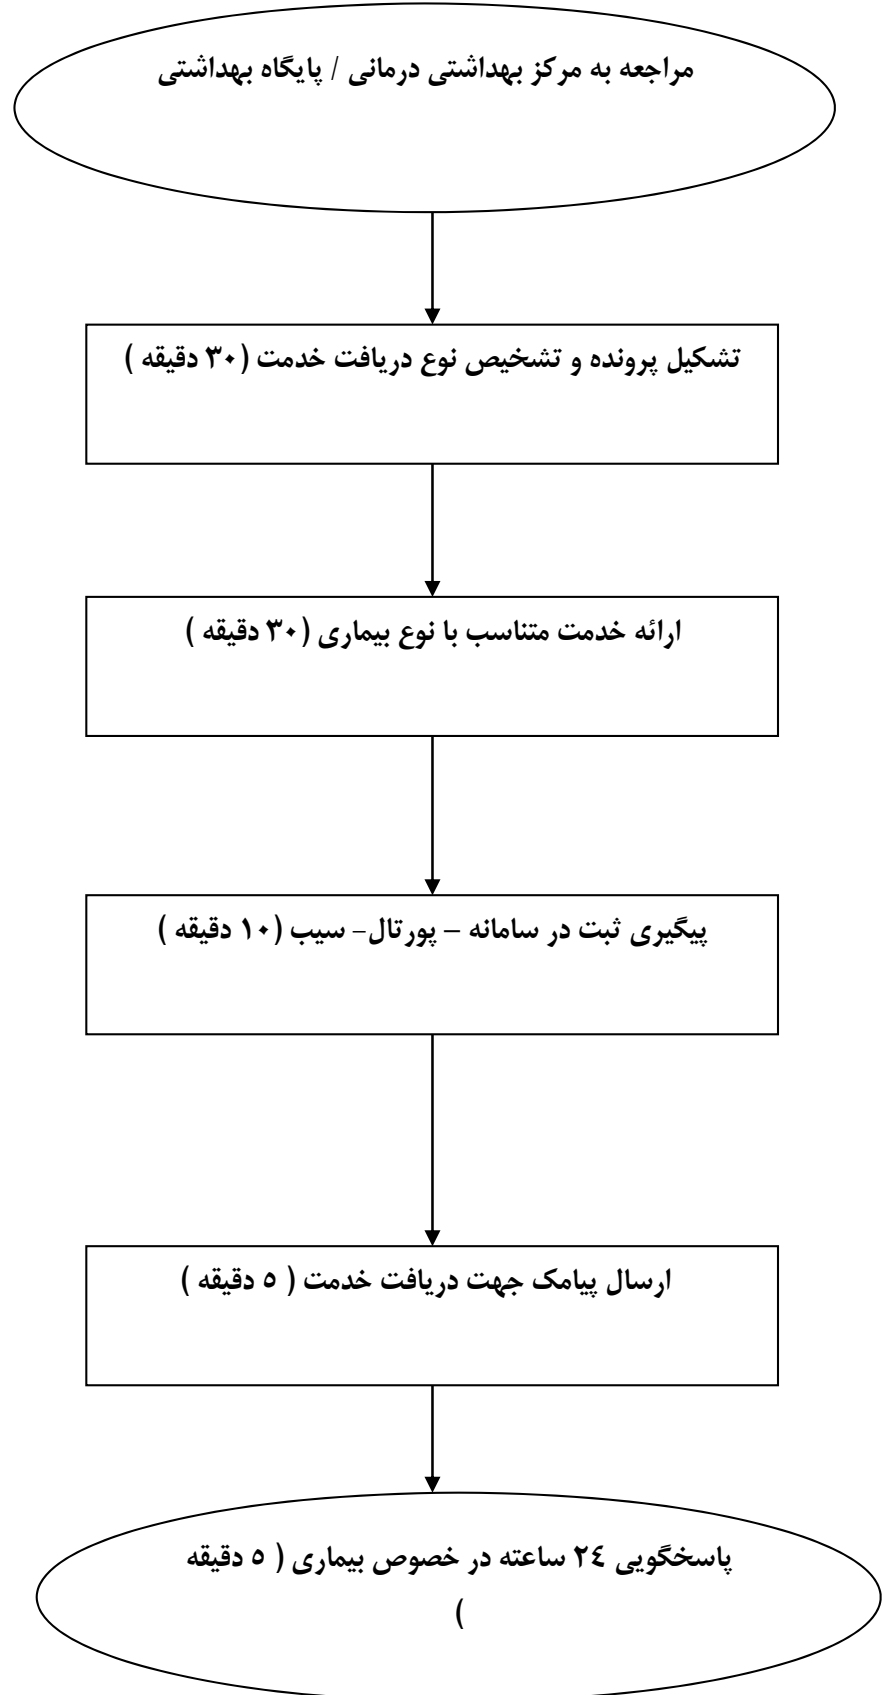 مراجعه به مرکز بهداشتی درمانی / پایگاه بهداشتی
تشکیل پرونده و تشخیص نوع دریافت خدمت (۳۰ دقیقه )
ارائه خدمت متناسب با نوع بیماری (۳۰ دقیقه )
پیگیری ثبت در سامانه – پورتال- سیب (۱۰ دقیقه )
ارسال پیامک جهت دریافت خدمت ( ۵ دقیقه )
پاسخگویی ۲٤ ساعته در خصوص بیماری ( ۵ دقیقه
)